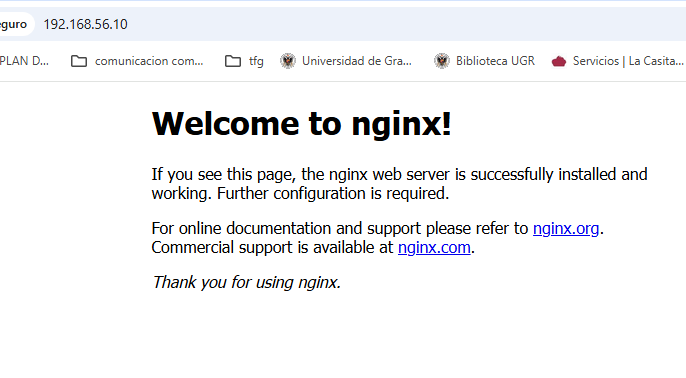 eguro 192.168.56.10
PLAN D... comunicacion com... tfg Universidad de Gra... Biblioteca UGR Servicios | La Casita...
Welcome to nginx!
If you see this page, the nginx web server is successfully installed and
working. Further configuration is required.
For online documentation and support please refer to nginx.org.
Commercial support is available at nginx.com.
Thank you for using nginx.